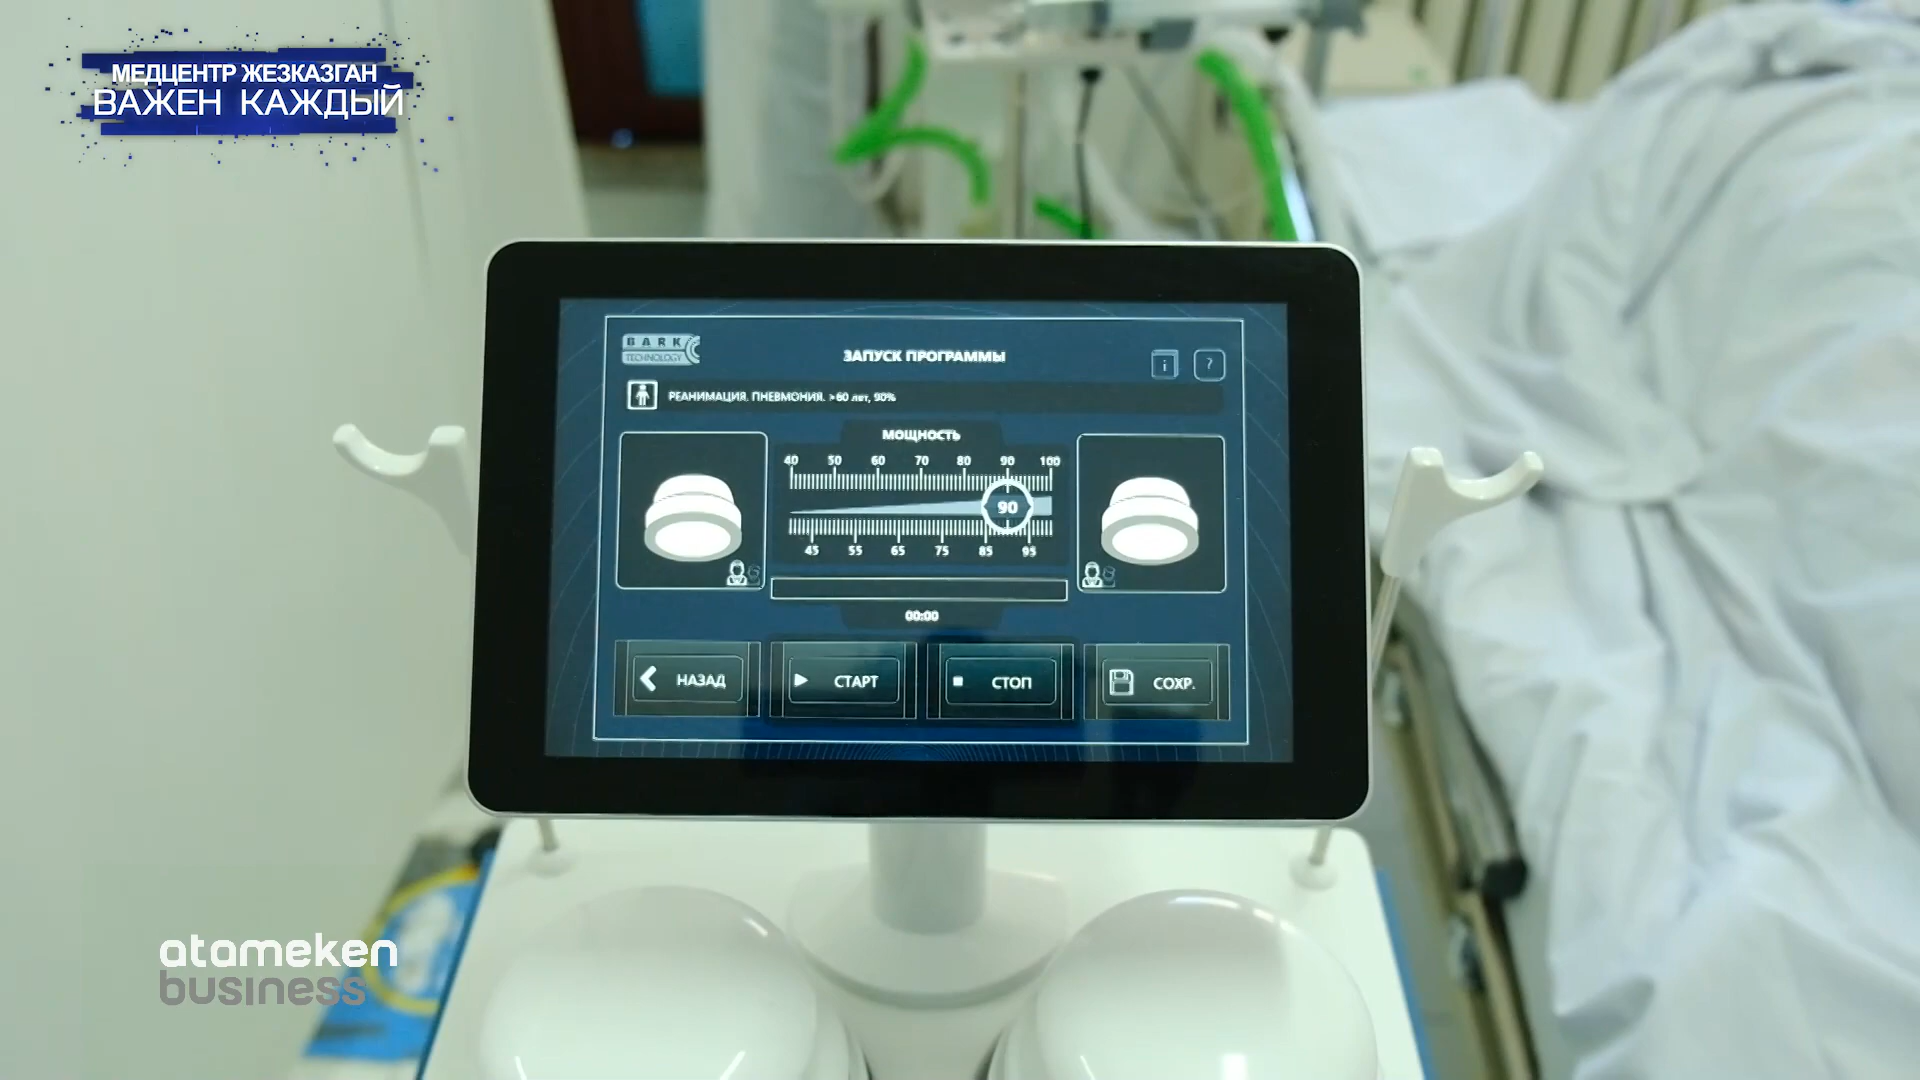 МЕДЦЕНТР ЖЕЗКАЗГАН
ВАЖЕН КАЖДЫЙ
BARK
TECHNOLOGY
ЗАПУСК ПРОГРАММЫ
i ?
РЕАНИМАЦИЯ. ПНЕВМОНИЯ. >60 лет, 90%
МОЩНОСТЬ
40 50 60 70 80 90 100
90
45 55 65 75 85 95
00:00
НАЗАД СТАРТ СТОП СОХР.
atameken
business